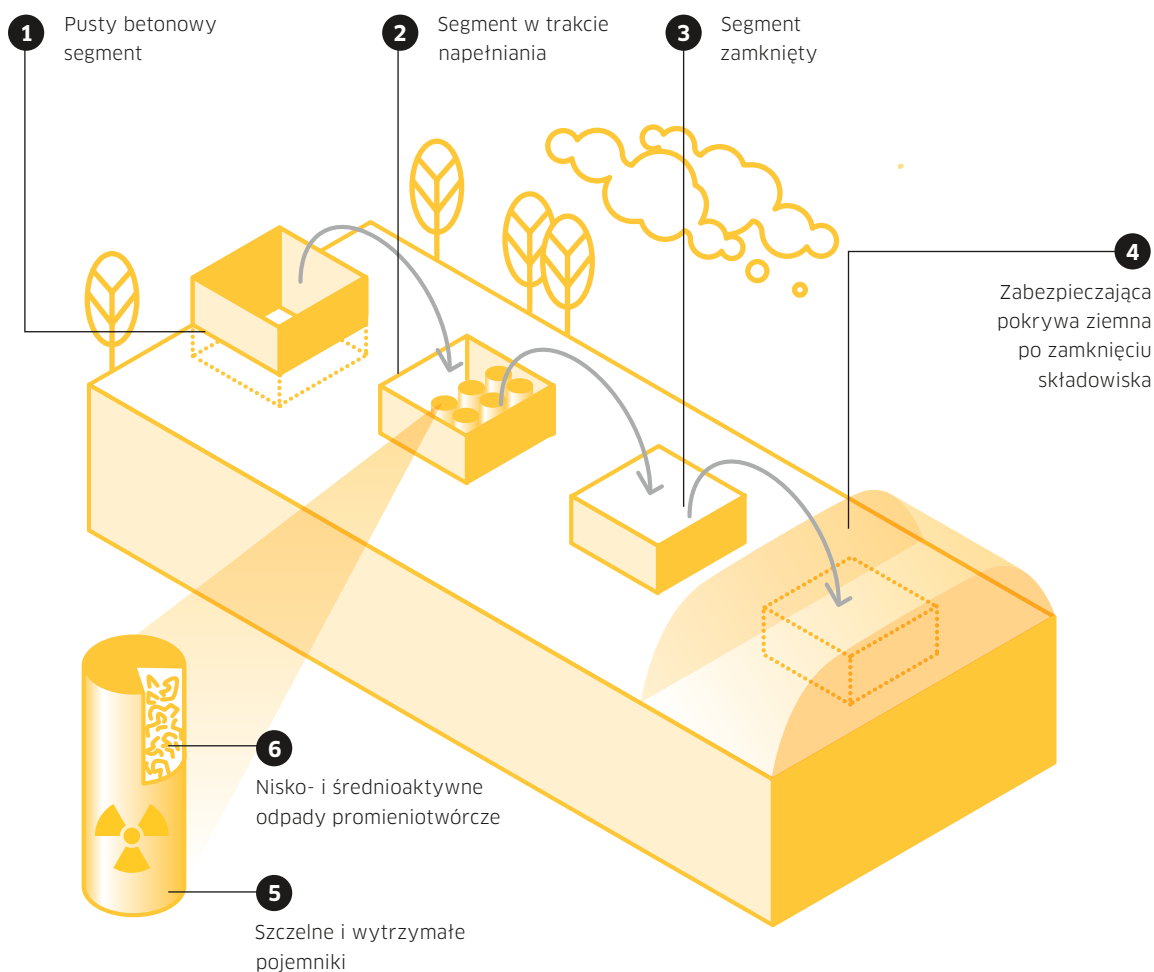 1
Pusty betonowy
segment
2
Segment w trakcie
napełniania
3
Segment
zamknięty
4
Zabezpieczająca
pokrywa ziemna
po zamknięciu
składowiska
6
Nisko- i średnioaktywne
odpady promieniotwórcze
5
Szczelne i wytrzymałe
pojemniki